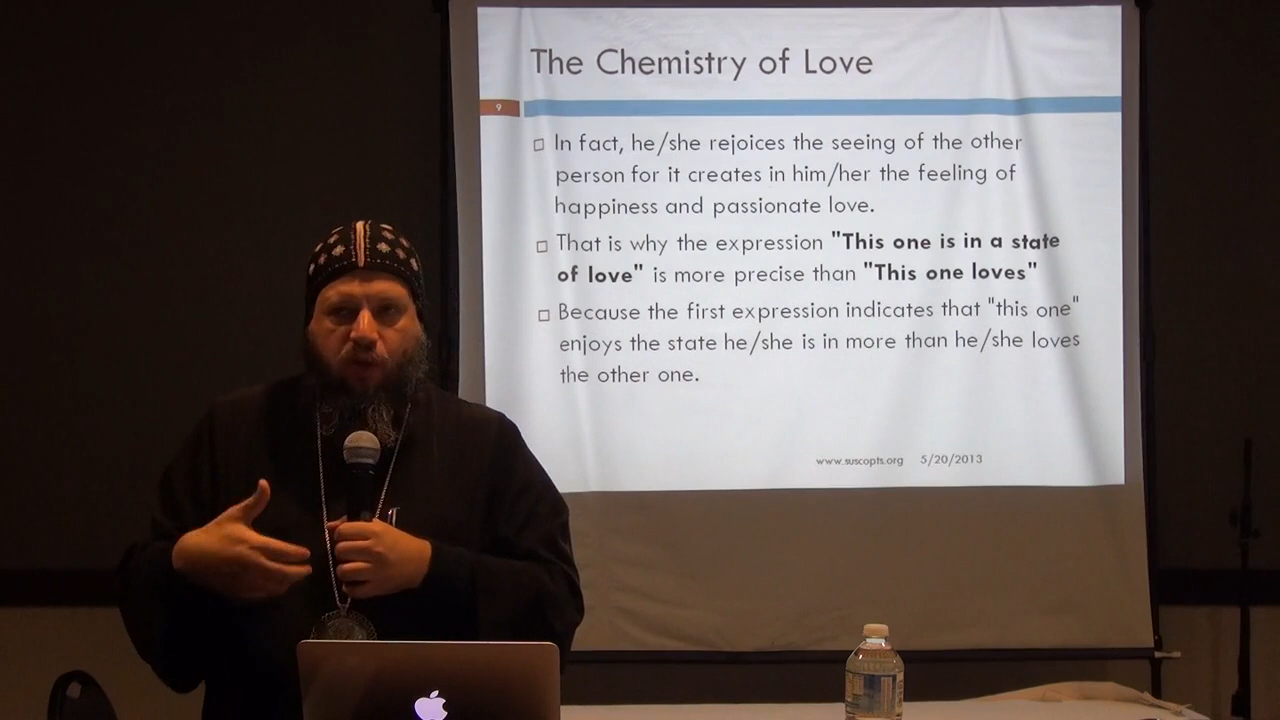 The Chemistry of Love
9
In fact, he/she rejoices the seeing of the other
person for it creates in him/her the feeling of
happiness and passionate love.
That is why the expression "This one is in a state
of love" is more precise than "This one loves"
Because the first expression indicates that "this one"
enjoys the state he/she is in more than he/she loves
the other one.
www.suscopts.org 5/20/2013